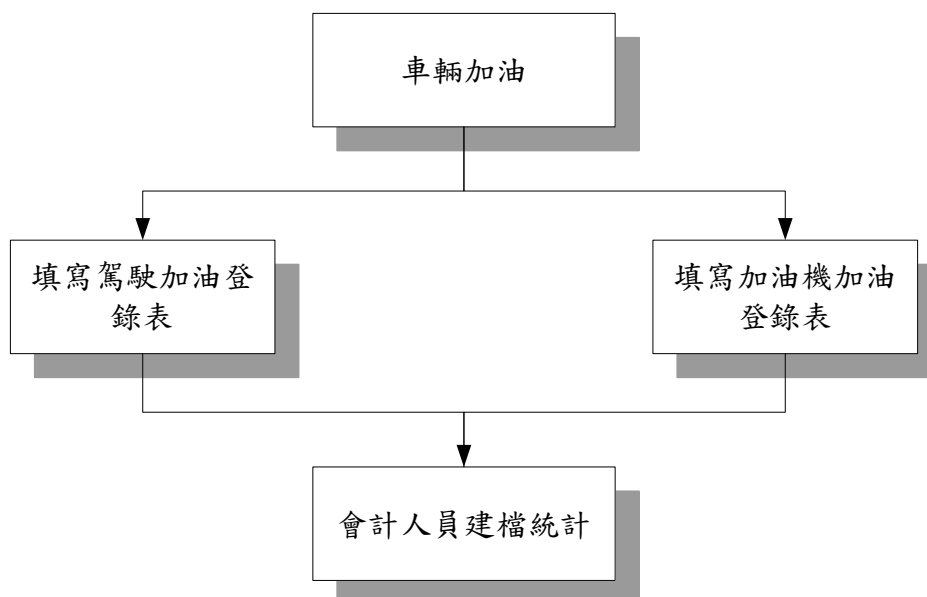 車輛加油
填寫駕駛加油登
錄表
填寫加油機加油
登錄表
會計人員建檔統計